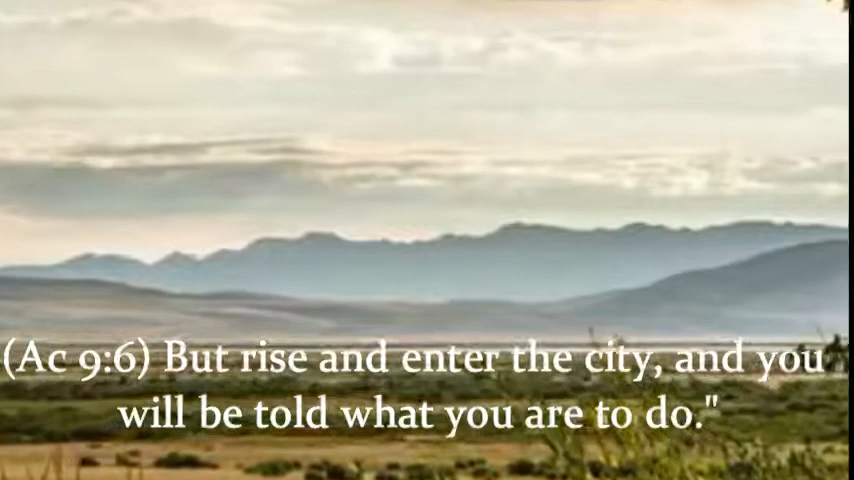 (Ac 9:6) But rise and enter the city, and you
will be told what you are to do."